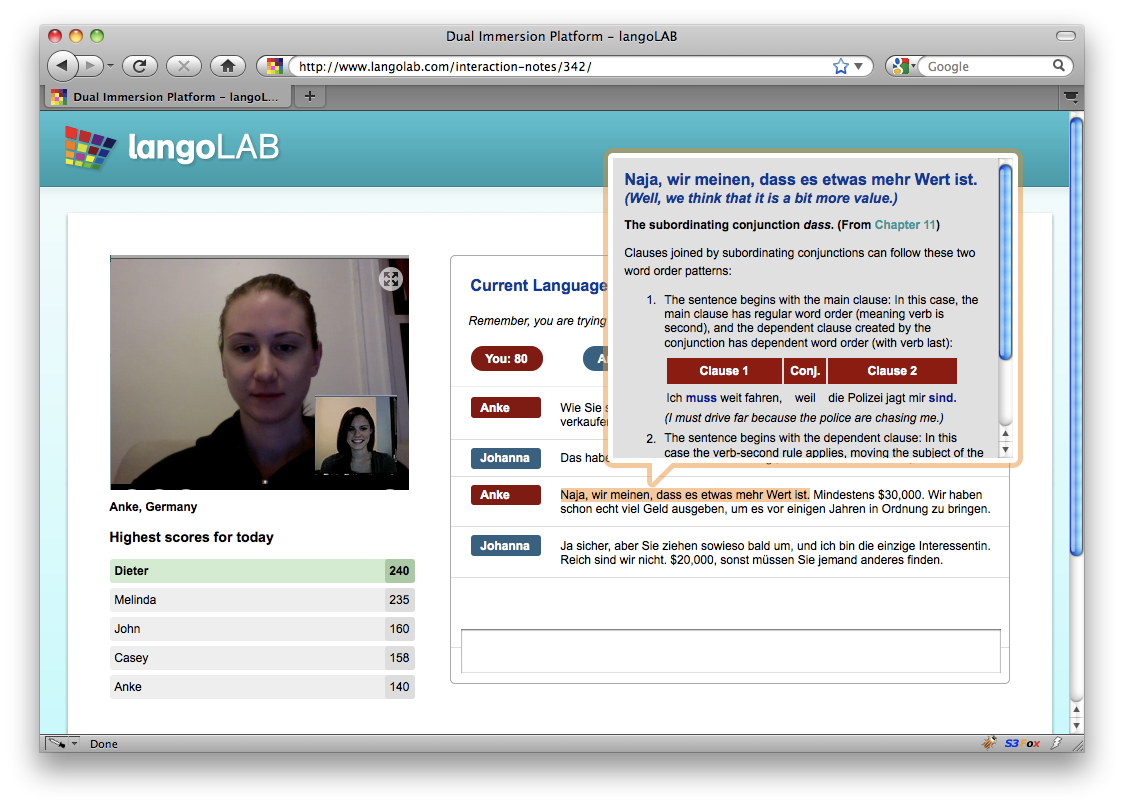 Dual Immersion Platform – langoLAB
http://www.langolab.com/interaction-notes/342/
Google
Dual Immersion Platform – langoL...
+
langoLAB
Naja, wir meinen, dass es etwas mehr Wert ist.
(Well, we think that it is a bit more value.)
The subordinating conjunction dass. (From Chapter 11)
Clauses joined by subordinating conjunctions can follow these two
word order patterns:
1. The sentence begins with the main clause: In this case, the
main clause has regular word order (meaning verb is
second), and the dependent clause created by the
conjunction has dependent word order (with verb last):
Clause 1 Conj. Clause 2
Ich muss weit fahren, weil die Polizei jagt mir sind.
(I must drive far because the police are chasing me.)
2. The sentence begins with the dependent clause: In this
case the verb-second rule applies, moving the subject of the
Anke, Germany
Highest scores for today
Dieter 240
Melinda 235
John 160
Casey 158
Anke 140
Current Language
Remember, you are trying
You: 80
Anke
Wie Sie
verkaufen
Johanna
Das habe
Anke
Naja, wir meinen, dass es etwas mehr Wert ist. Mindestens $30,000. Wir haben
schon echt viel Geld ausgeben, um es vor einigen Jahren in Ordnung zu bringen.
Johanna
Ja sicher, aber Sie ziehen sowieso bald um, und ich bin die einzige Interessentin.
Reich sind wir nicht. $20,000, sonst müssen Sie jemand anderes finden.
Done
S3Fox